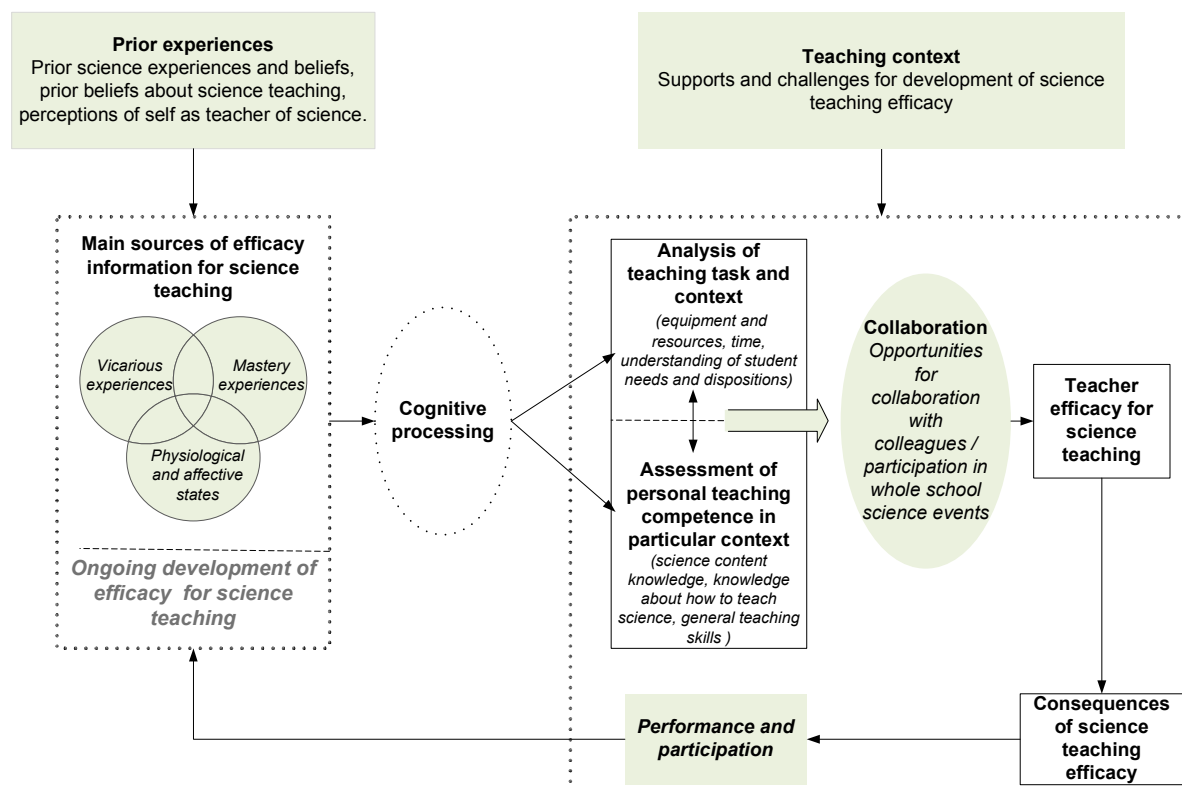 Prior experiences
Prior science experiences and beliefs,
prior beliefs about science teaching,
perceptions of self as teacher of science.
Teaching context
Supports and challenges for development of science
teaching efficacy
Main sources of efficacy
information for science
teaching
Vicarious
experiences
Mastery
experiences
Physiological
and affective
states
Ongoing development of
efficacy for science
teaching
Cognitive
processing
Analysis of
teaching task and
context
(equipment and
resources, time,
understanding of student
needs and dispositions)
Assessment of
personal teaching
competence in
particular context
(science content
knowledge, knowledge
about how to teach
science, general teaching
skills )
Collaboration
Opportunities
for
collaboration
with
colleagues /
participation in
whole school
science events
Teacher
efficacy for
science
teaching
Consequences
of science
teaching
efficacy
Performance and
participation